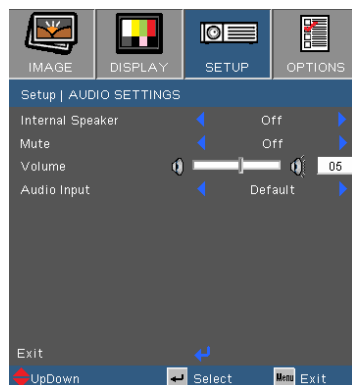 IMAGE DISPLAY SETUP OPTIONS
Setup | AUDIO SETTINGS
Internal Speaker Off
Mute Off
Volume 05
Audio Input Default
Exit
UpDown Select Menu Exit